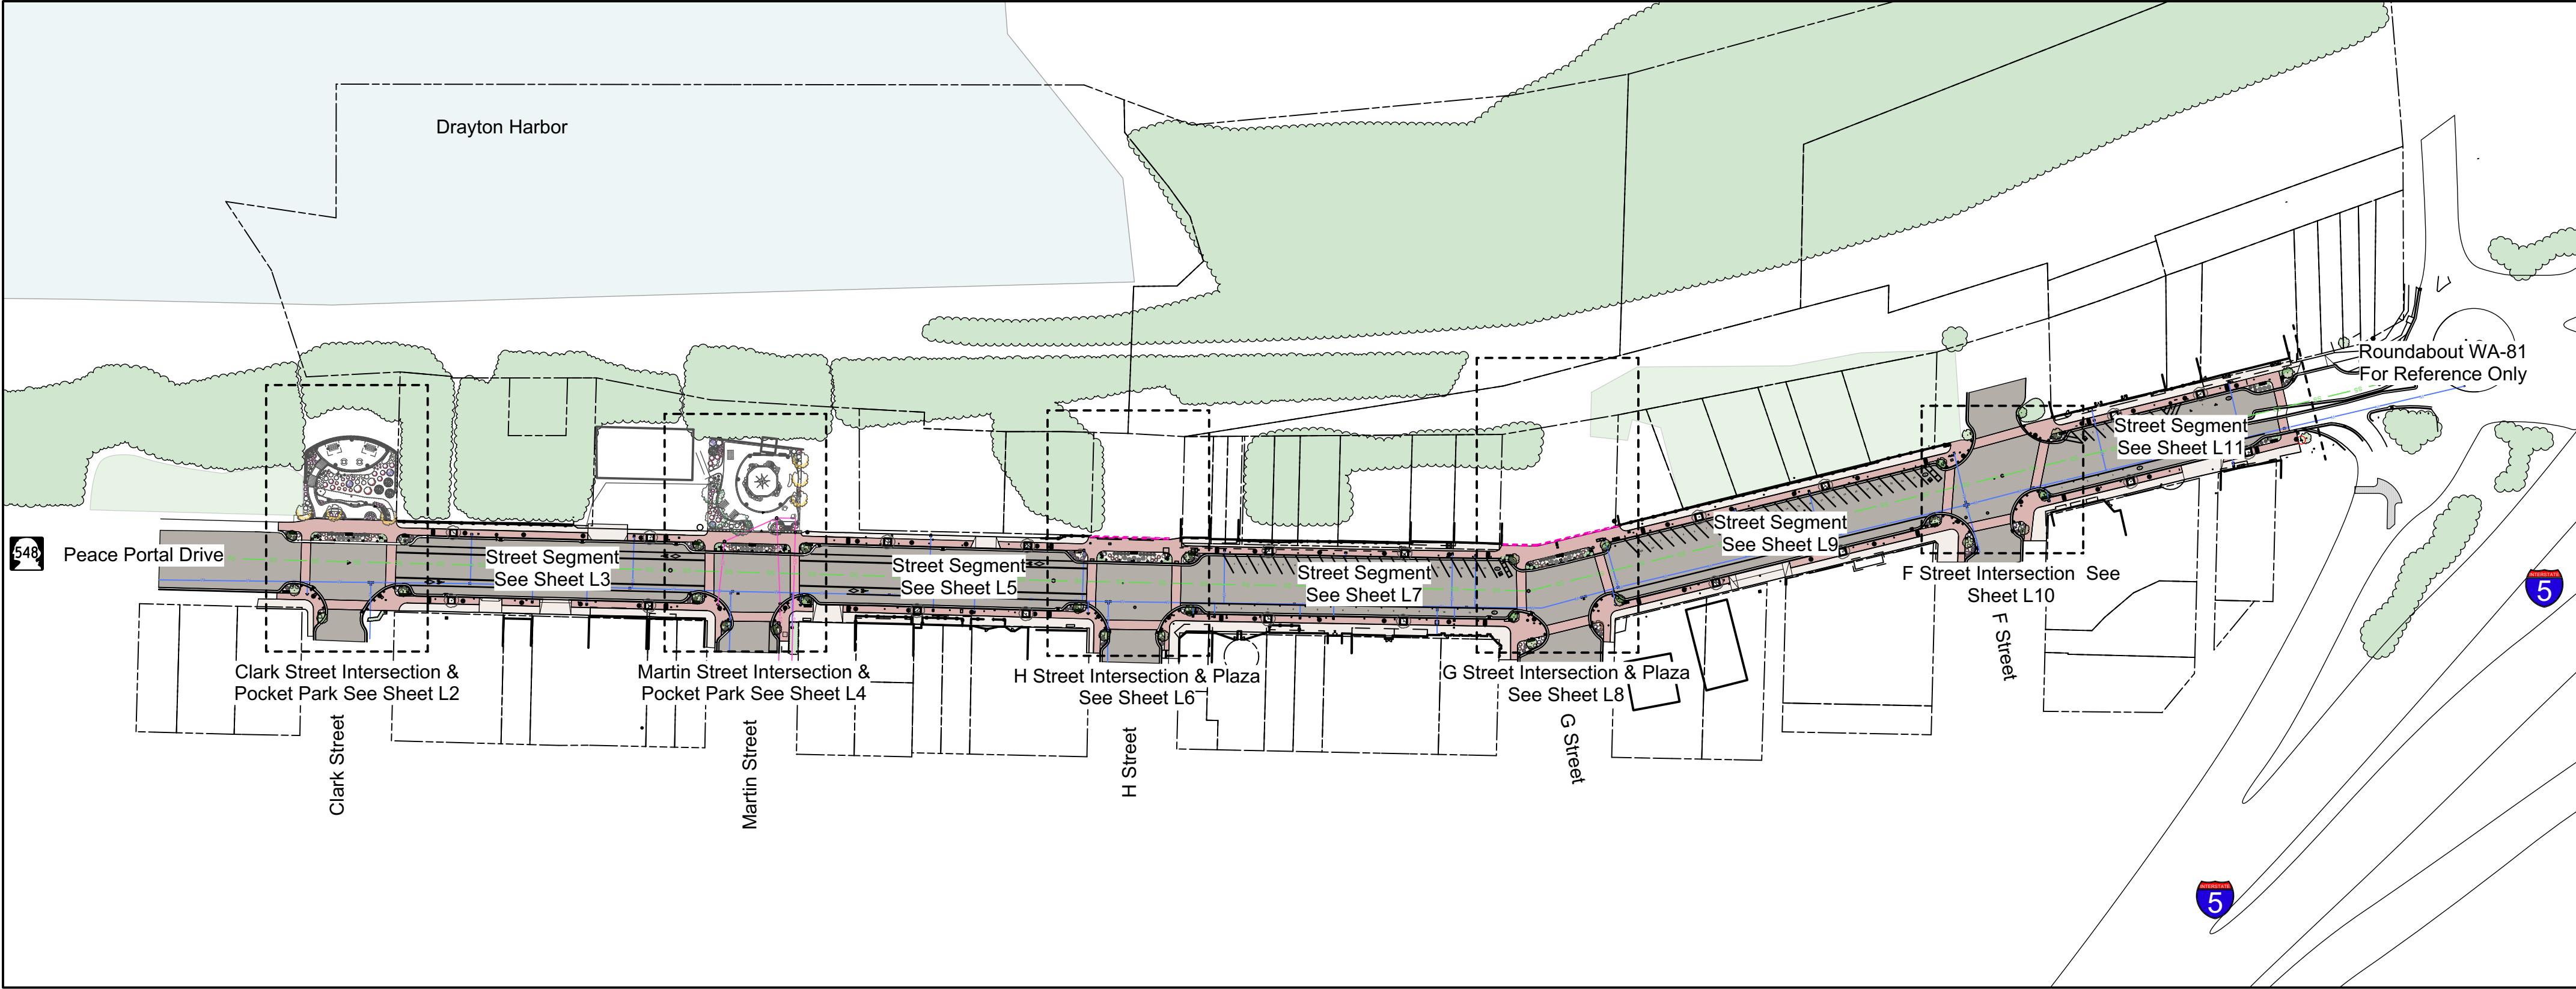 Drayton Harbor
548
Peace Portal Drive
Street Segment
See Sheet L3
Street Segment
See Sheet L5
Street Segment
See Sheet L7
Street Segment
See Sheet L9
Street Segment
See Sheet L11
Roundabout WA-81
For Reference Only
Clark Street Intersection &
Pocket Park See Sheet L2
Martin Street Intersection &
Pocket Park See Sheet L4
H Street Intersection & Plaza
See Sheet L6
G Street Intersection & Plaza
See Sheet L8
F Street Intersection See
Sheet L10
Clark Street
Martin Street
H Street
G Street
F Street
INTERSTATE
5
INTERSTATE
5